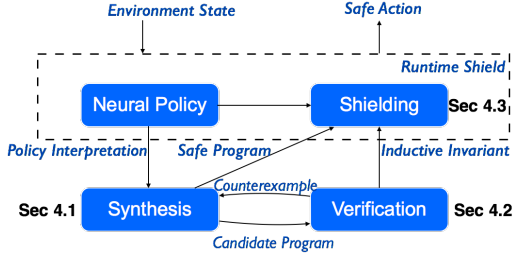 Environment State
Safe Action
Runtime Shield
Neural Policy
Shielding
Sec 4.3
Policy Interpretation
Safe Program
Inductive Invariant
Counterexample
Sec 4.1
Synthesis
Verification
Sec 4.2
Candidate Program